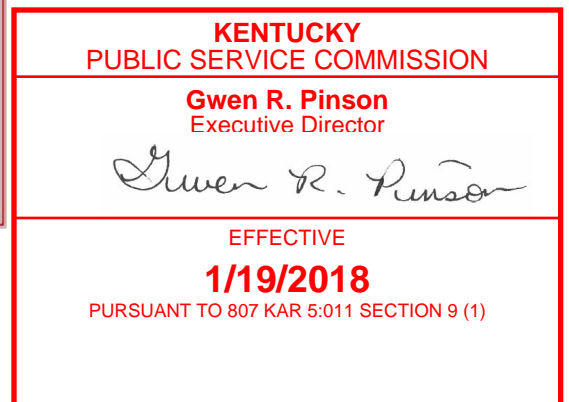 KENTUCKY
PUBLIC SERVICE COMMISSION
Gwen R. Pinson
Executive Director
Gwen R. Pinson
EFFECTIVE
1/19/2018
PURSUANT TO 807 KAR 5:011 SECTION 9 (1)